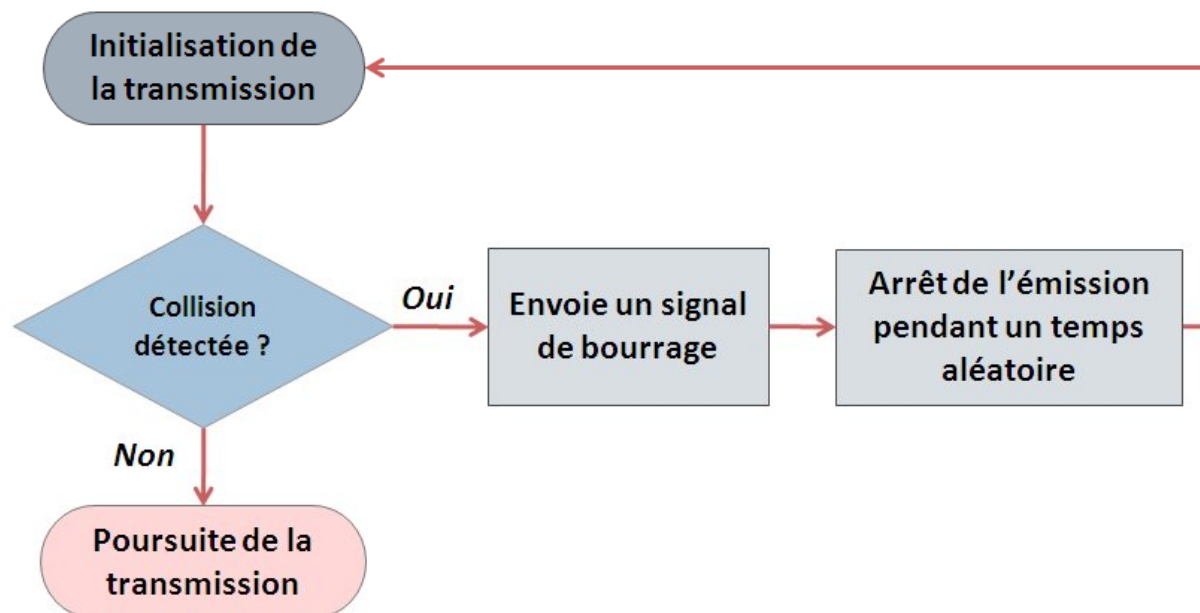 Initialisation de
la transmission
Collision
détectée ?
Oui
Envoie un signal
de bourrage
Arrêt de l’émission
pendant un temps
aléatoire
Non
Poursuite de la
transmission